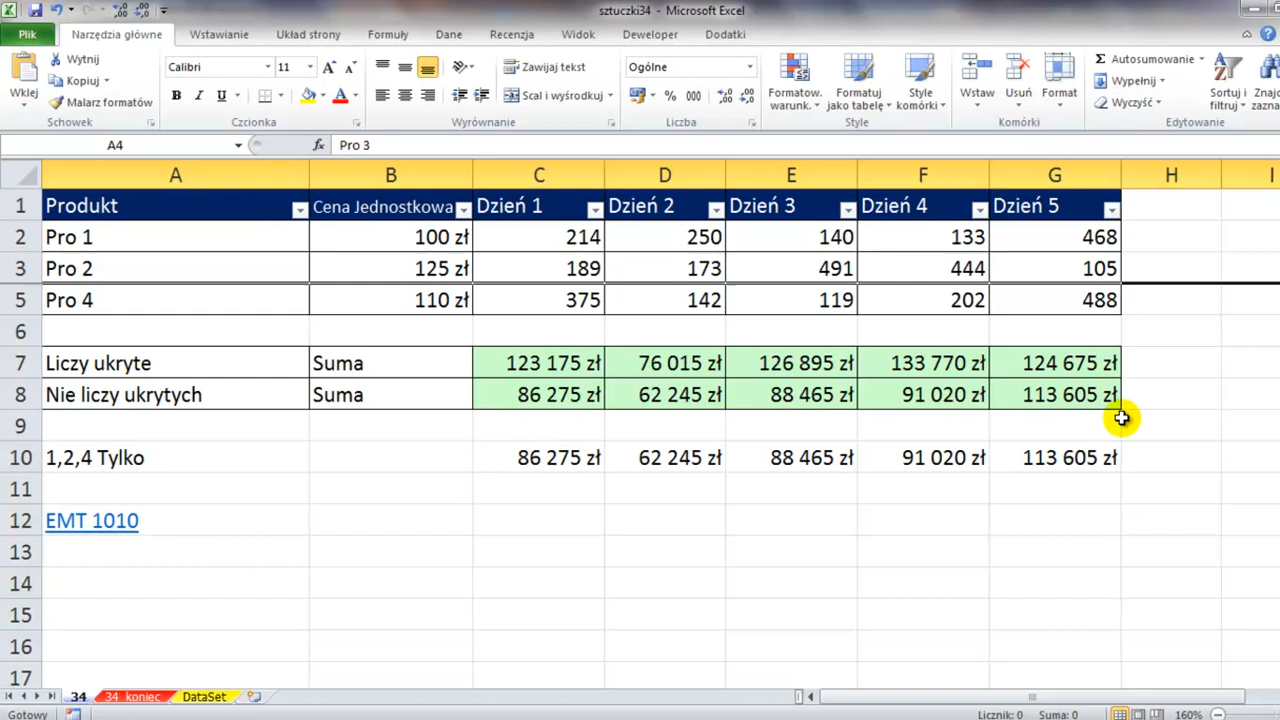 sztuczki34 - Microsoft Excel
Plik Narzędzia główne Wstawianie Układ strony Formuły Dane Recenzja Widok Deweloper Dodatki
Wklej
Wytnij
Kopiuj
Malarz formatów
Schowek
Calibri 11
B I U
Czcionka
Zawijaj tekst
Scal i wyśrodkuj
Wyrównanie
Ogólne
% 000
Liczba
Formatow. warunk.
Formatuj jako tabelę
Style komórki
Style
Wstaw Usuń Format
Komórki
Σ Autosumowanie
Wypełnij
Wyczyść
Sortuj i filtruj
Edytowanie
A4 fx Pro 3
A B C D E F G H I
1 Produkt Cena Jednostkowa Dzień 1 Dzień 2 Dzień 3 Dzień 4 Dzień 5
2 Pro 1 100 zł 214 250 140 133 468
3 Pro 2 125 zł 189 173 491 444 105
5 Pro 4 110 zł 375 142 119 202 488
6
7 Liczy ukryte Suma 123 175 zł 76 015 zł 126 895 zł 133 770 zł 124 675 zł
8 Nie liczy ukrytych Suma 86 275 zł 62 245 zł 88 465 zł 91 020 zł 113 605 zł
9
10 1,2,4 Tylko 86 275 zł 62 245 zł 88 465 zł 91 020 zł 113 605 zł
11
12 EMT 1010
13
14
15
16
17
34 34_koniec DataSet
Gotowy Licznik: 0 Suma: 0 160%